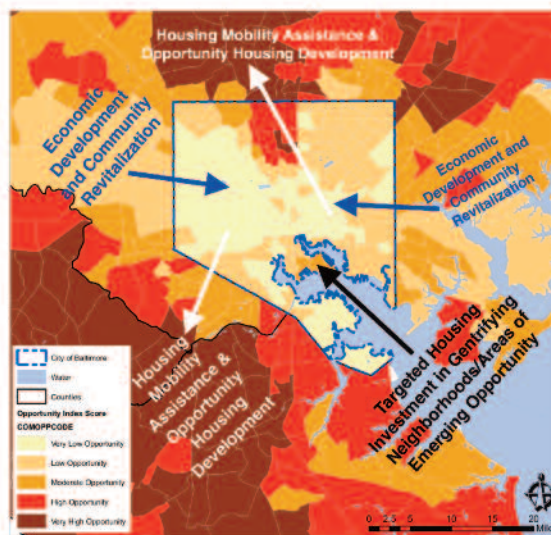 Housing Mobility Assistance &
Opportunity Housing Development
Economic
Development
and Community
Revitalization
Economic
Development and
Community
Revitalization
Housing
Mobility
Assistance &
Opportunity
Housing
Development
Targeted Housing
Investment in Gentrifying
Neighborhoods/Areas of
Emerging Opportunity
City of Baltimore
Water
Counties
Opportunity Index Score
COMOPPCODE
Very Low Opportunity
Low Opportunity
Moderate Opportunity
High Opportunity
Very High Opportunity
0 2.5 5 10 15 20
Miles